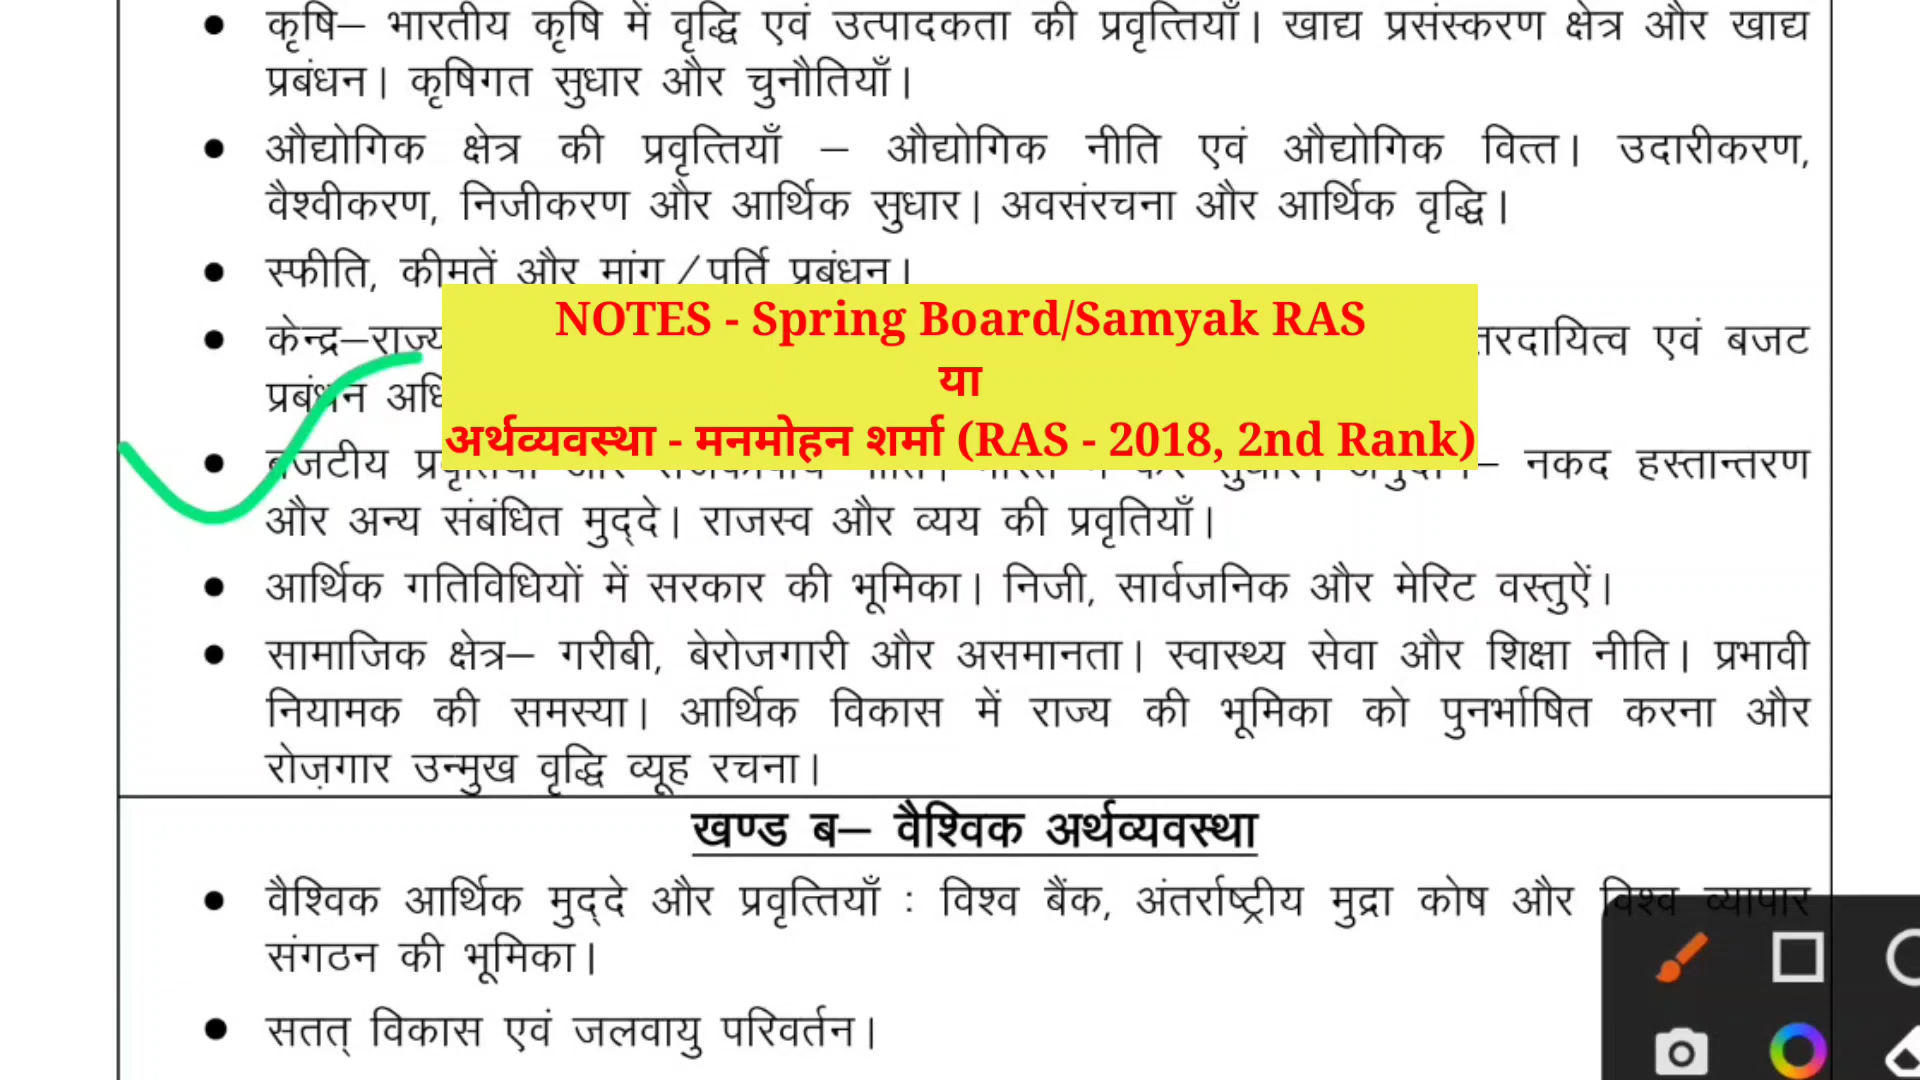 • कृषि– भारतीय कृषि में वृद्धि एवं उत्पादकता की प्रवृत्तियाँ। खाद्य प्रसंस्करण क्षेत्र और खाद्य
प्रबंधन। कृषिगत सुधार और चुनौतियाँ।
• औद्योगिक क्षेत्र की प्रवृत्तियाँ – औद्योगिक नीति एवं औद्योगिक वित्त। उदारीकरण,
वैश्वीकरण, निजीकरण और आर्थिक सुधार। अवसंरचना और आर्थिक वृद्धि।
• स्फीति, कीमतें और मांग/पूर्ति प्रबंधन।
NOTES - Spring Board/Samyak RAS
या
अर्थव्यवस्था - मनमोहन शर्मा (RAS - 2018, 2nd Rank)
• केन्द्र–राज्य एवं बजट
प्रबंधन
• बजटीय – नकद हस्तान्तरण
और अन्य संबंधित मुद्दे। राजस्व और व्यय की प्रवृतियाँ।
• आर्थिक गतिविधियों में सरकार की भूमिका। निजी, सार्वजनिक और मेरिट वस्तुऐं।
• सामाजिक क्षेत्र– गरीबी, बेरोजगारी और असमानता। स्वास्थ्य सेवा और शिक्षा नीति। प्रभावी
नियामक की समस्या। आर्थिक विकास में राज्य की भूमिका को पुनर्भाषित करना और
रोज़गार उन्मुख वृद्धि व्यूह रचना।
खण्ड ब– वैश्विक अर्थव्यवस्था
• वैश्विक आर्थिक मुद्दे और प्रवृत्तियाँ : विश्व बैंक, अंतर्राष्ट्रीय मुद्रा कोष और विश्व व्यापार
संगठन की भूमिका।
• सतत् विकास एवं जलवायु परिवर्तन।